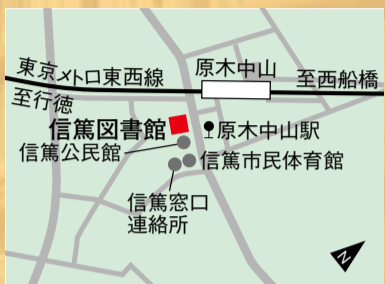 東京メトロ東西線
原木中山
至西船橋
至行徳
信篤図書館
原木中山駅
信篤公民館
信篤市民体育館
信篤窓口
連絡所
N